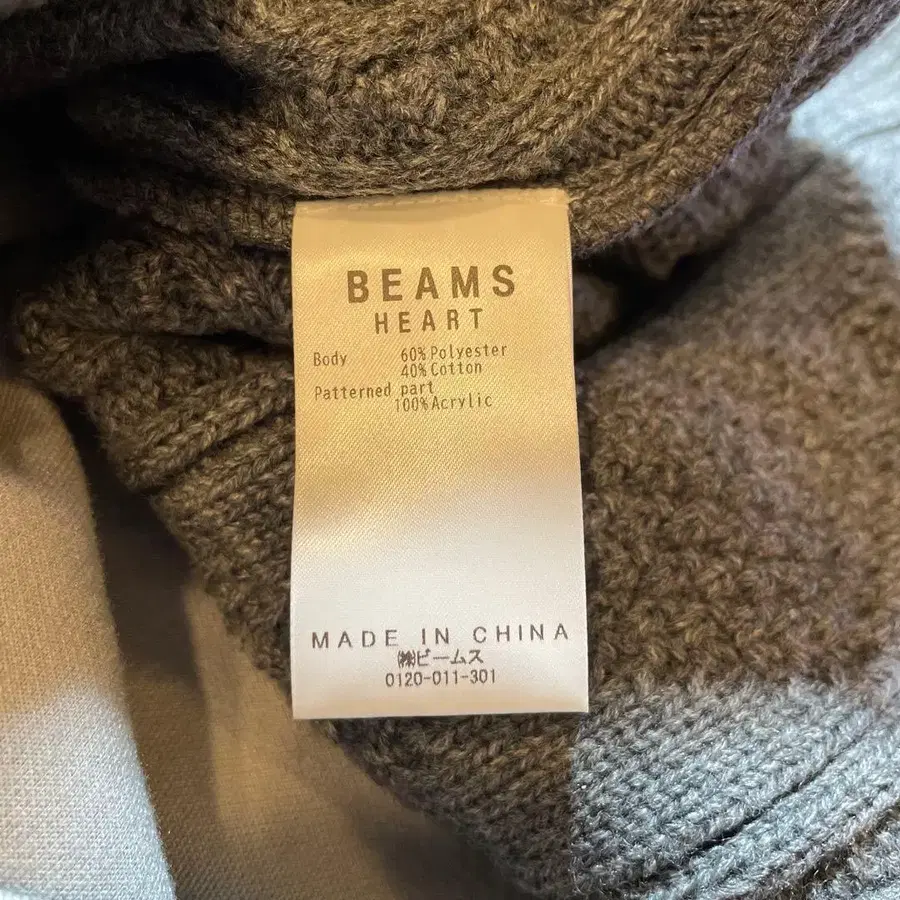 BEAMS
HEART
Body 60% Polyester
40% Cotton
Patterned part
100% Acrylic
MADE IN CHINA
㈱ビームス
0120-011-301